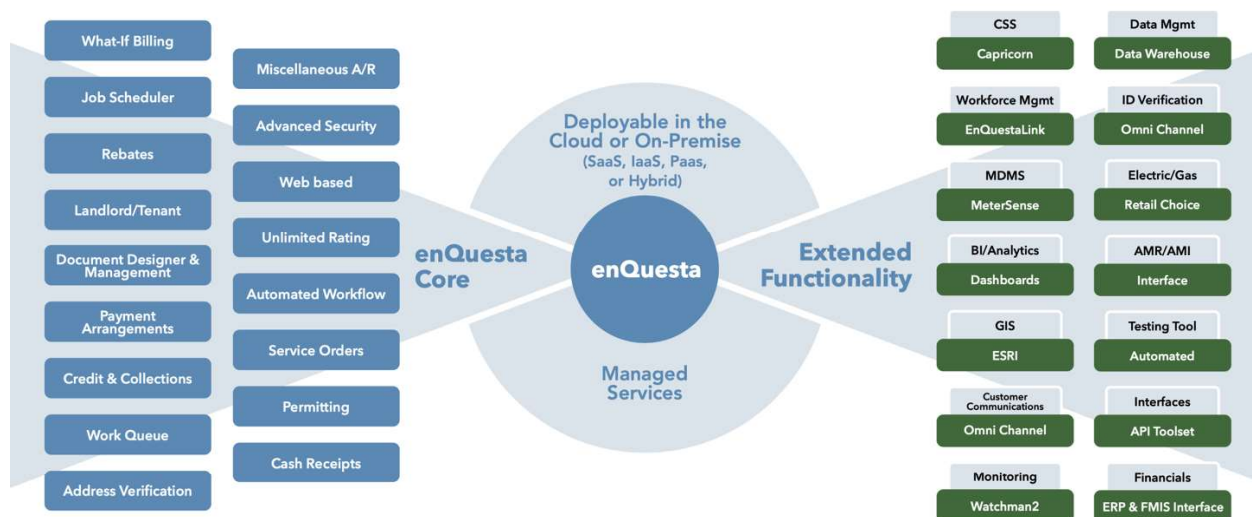 What-If Billing
Job Scheduler
Rebates
Landlord/Tenant
Document Designer &
Management
Payment
Arrangements
Credit & Collections
Work Queue
Address Verification
Miscellaneous A/R
Advanced Security
Web based
Unlimited Rating
Automated Workflow
Service Orders
Permitting
Cash Receipts
enQuesta
Core
Deployable in the
Cloud or On-Premise
(SaaS, IaaS, Paas,
or Hybrid)
enQuesta
Managed
Services
Extended
Functionality
CSS
Capricorn
Workforce Mgmt
EnQuestaLink
MDMS
MeterSense
BI/Analytics
Dashboards
GIS
ESRI
Customer
Communications
Omni Channel
Monitoring
Watchman2
Data Mgmt
Data Warehouse
ID Verification
Omni Channel
Electric/Gas
Retail Choice
AMR/AMI
Interface
Testing Tool
Automated
Interfaces
API Toolset
Financials
ERP & FMIS Interface